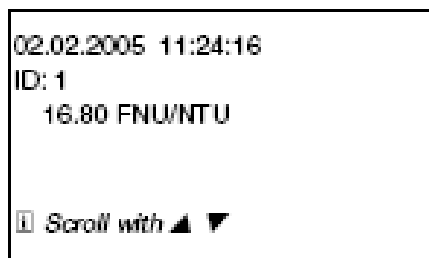 02.02.2005 11:24:16
ID: 1
16.80 FNU/NTU
i Scroll with ▲ ▼